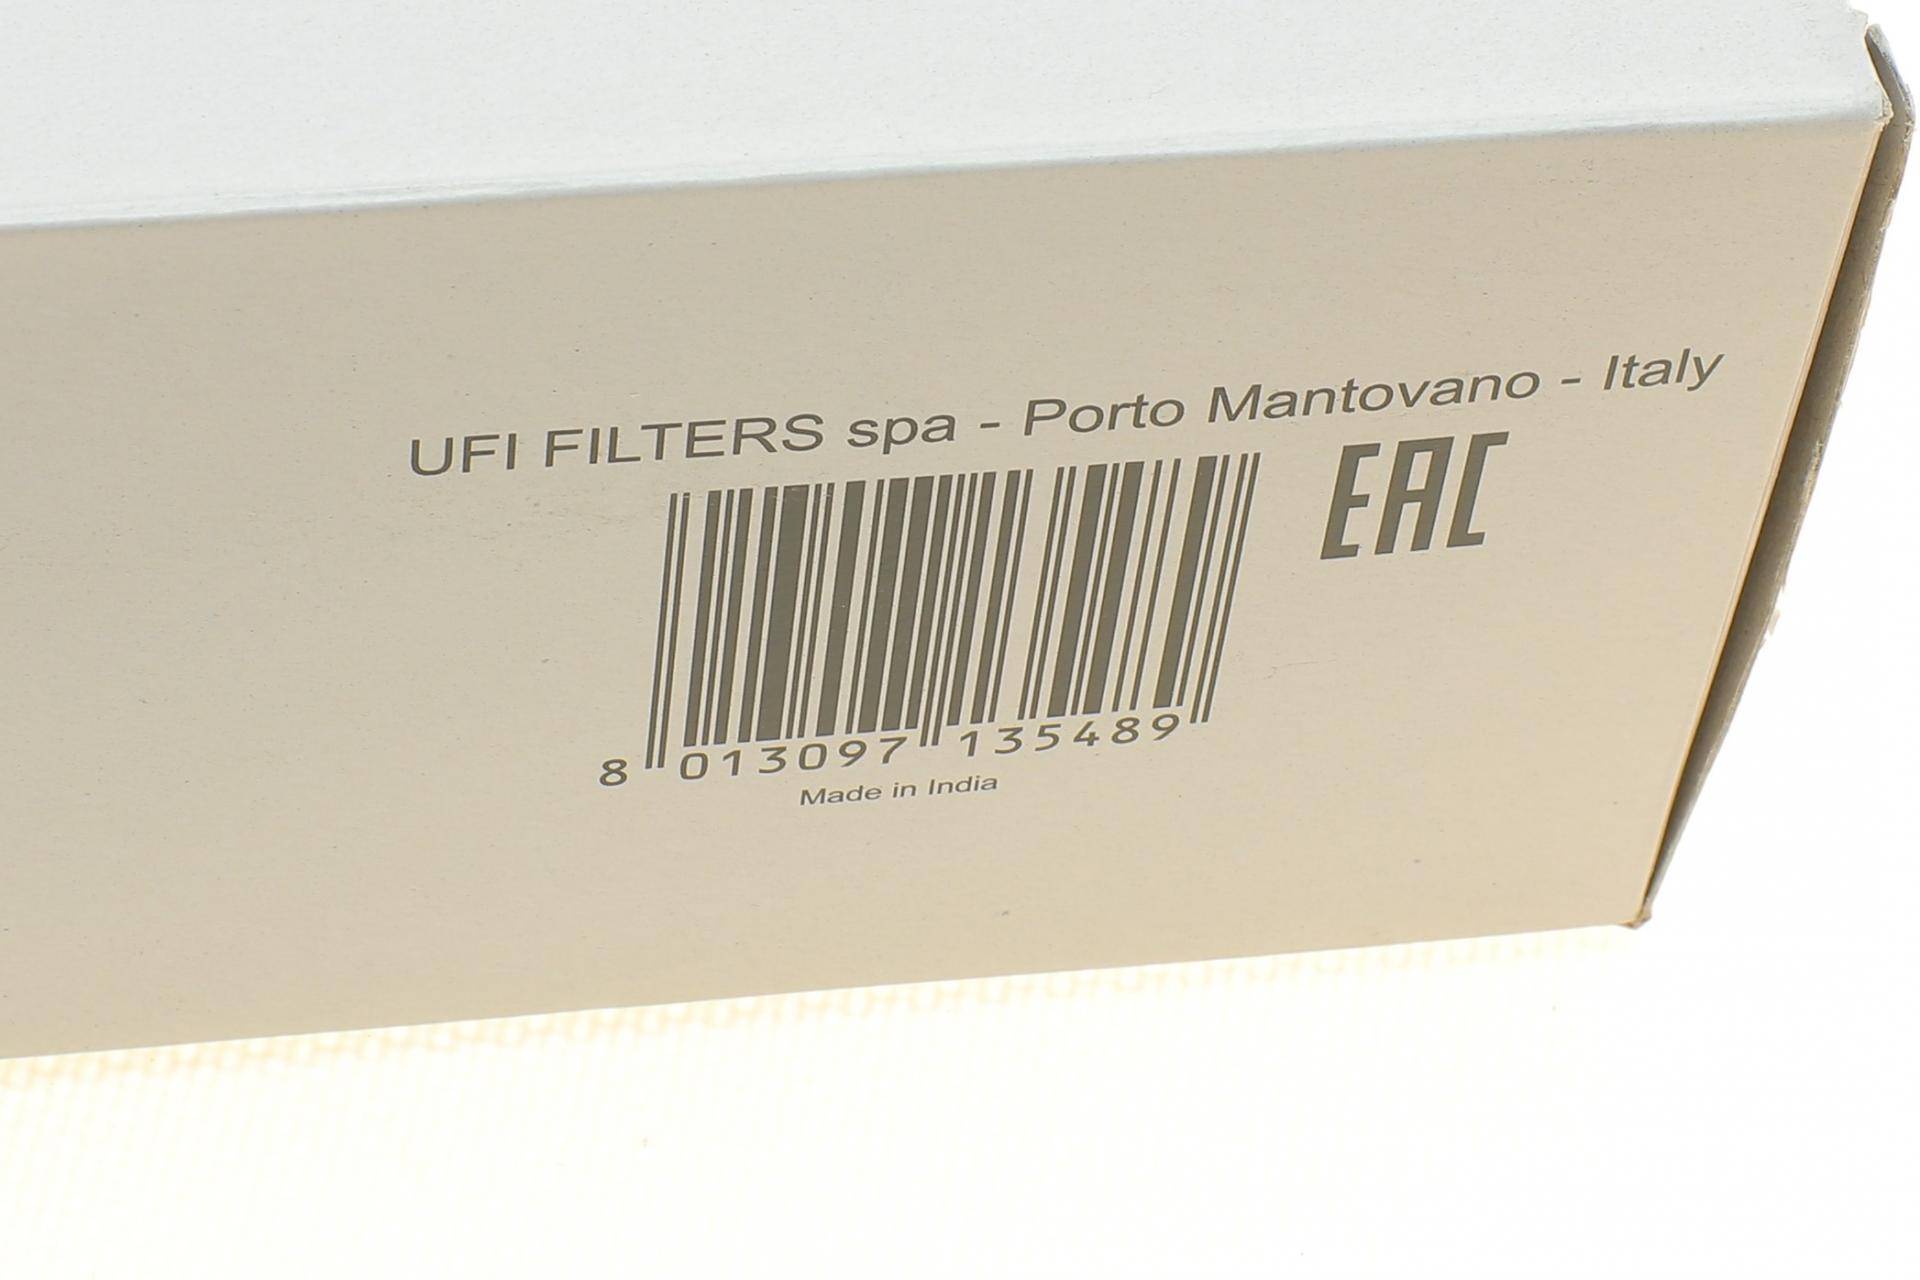 UFI FILTERS spa - Porto Mantovano - Italy
EAC
8 013097 135489
Made in India